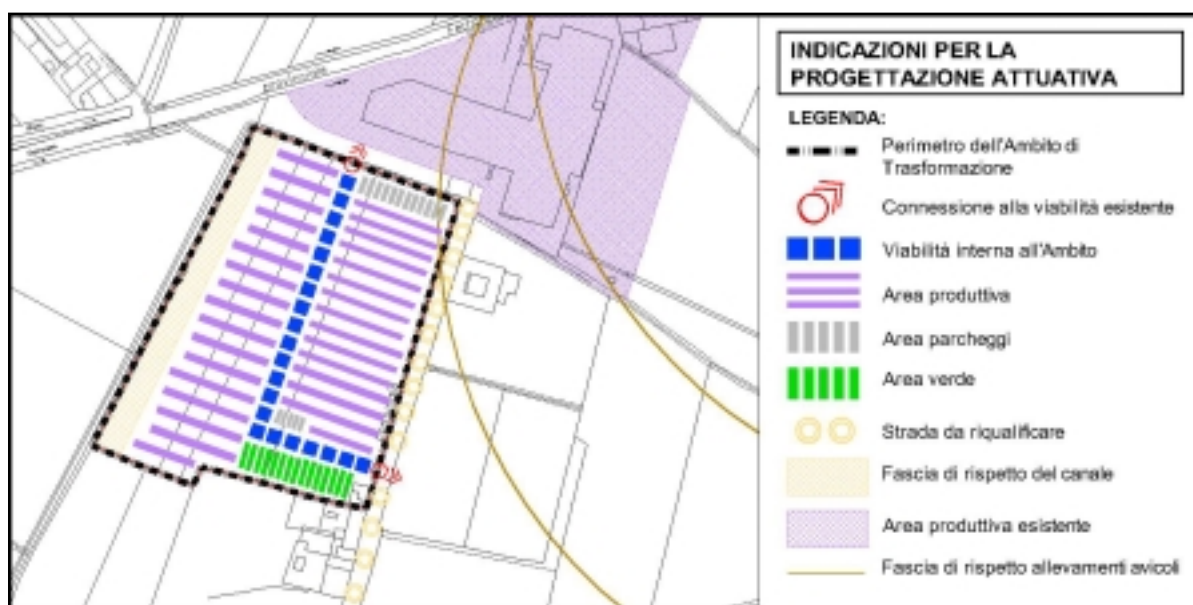 INDICAZIONI PER LA
PROGETTAZIONE ATTUATIVA
LEGENDA:
Perimetro dell'Ambito di
Trasformazione
Connessione alla viabilità esistente
Viabilità interna all'Ambito
Area produttiva
Area parcheggi
Area verde
Strada da riqualificare
Fascia di rispetto del canale
Area produttiva esistente
Fascia di rispetto allevamenti avicoli